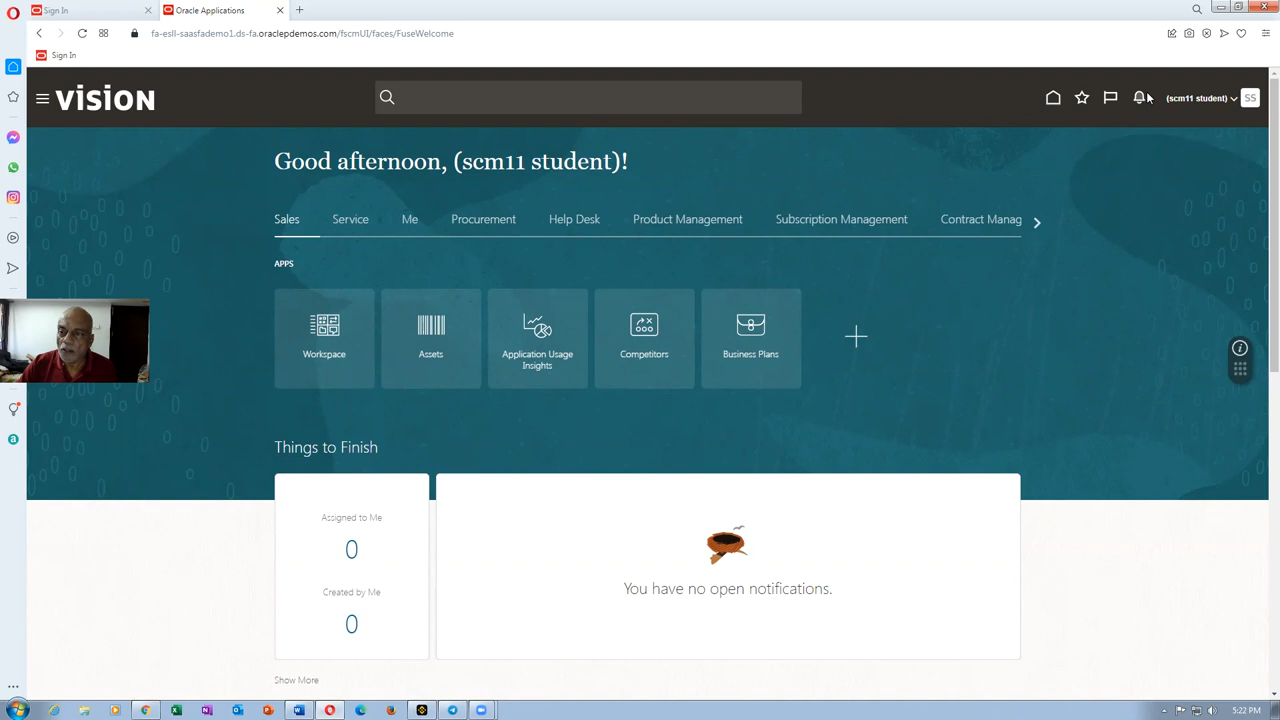 Sign In
Oracle Applications
fa-esll-saasfademo1.ds-fa.oraclepdemos.com/fscmUI/faces/FuseWelcome
Sign In
VISION
(scm11 student)
SS
Good afternoon, (scm11 student)!
Sales Service Me Procurement Help Desk Product Management Subscription Management Contract Manag
APPS
Workspace
Assets
Application Usage
Insights
Competitors
Business Plans
Things to Finish
Assigned to Me
0
Created by Me
0
You have no open notifications.
Show More
5:22 PM